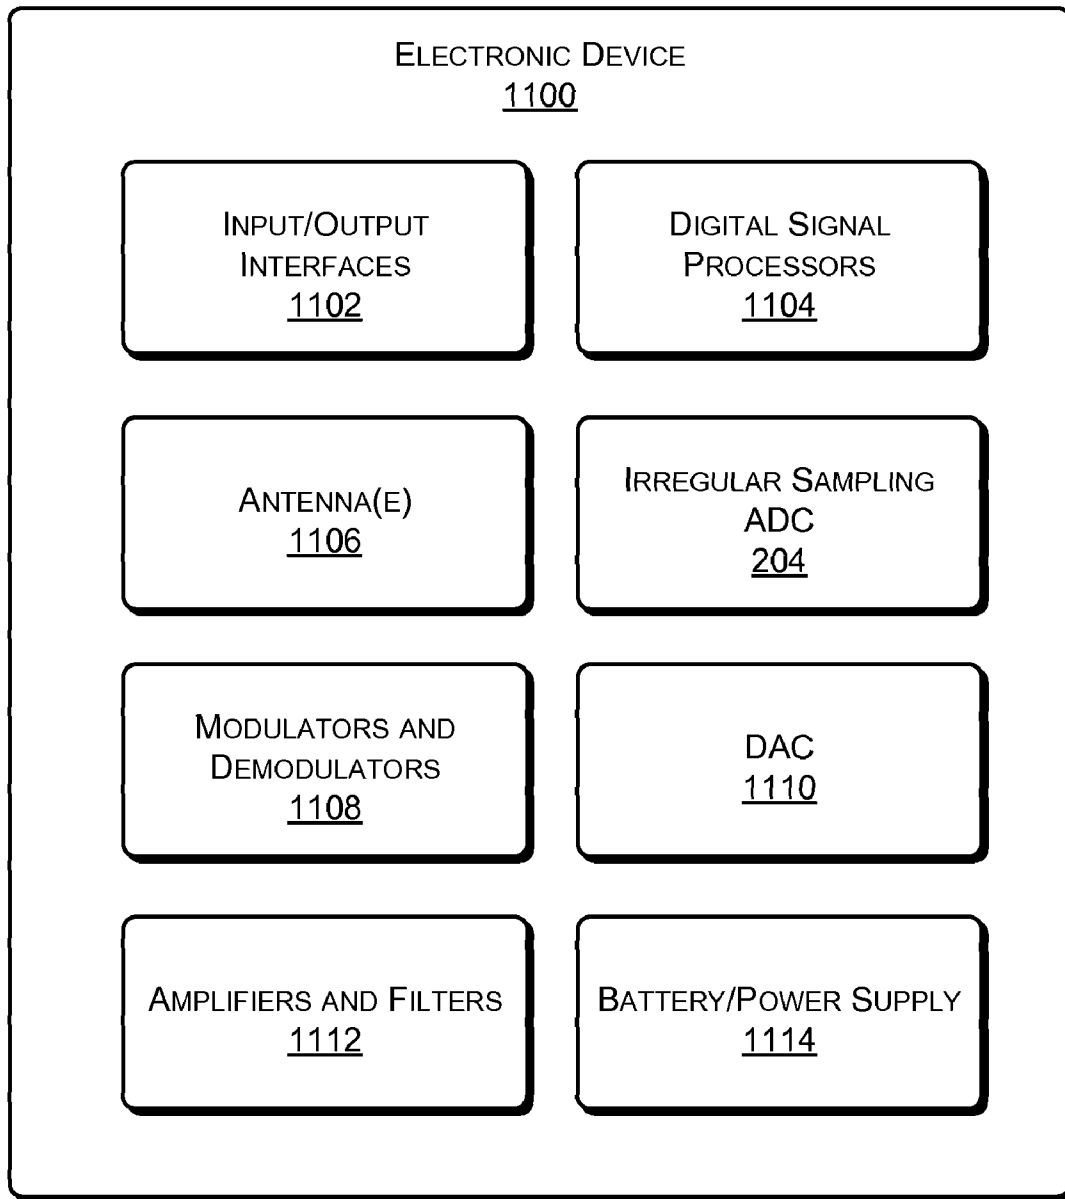 ELECTRONIC DEVICE
1100
INPUT/OUTPUT
INTERFACES
1102
DIGITAL SIGNAL
PROCESSORS
1104
ANTENNA(E)
1106
IRREGULAR SAMPLING
ADC
204
MODULATORS AND
DEMODULATORS
1108
DAC
1110
AMPLIFIERS AND FILTERS
1112
BATTERY/POWER SUPPLY
1114